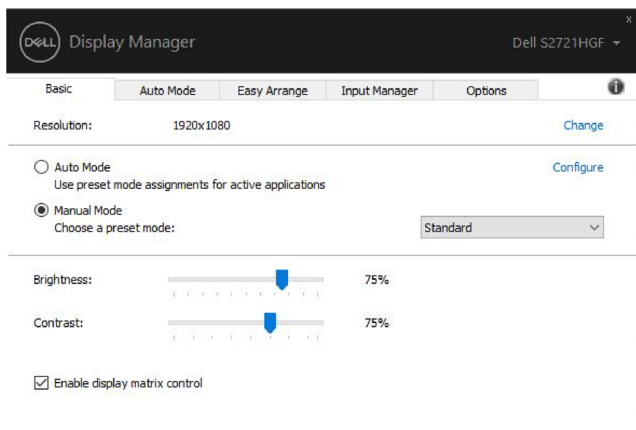 DELL Display Manager
Dell S2721HGF
x
Basic Auto Mode Easy Arrange Input Manager Options i
Resolution: 1920x1080 Change
Auto Mode Configure
Use preset mode assignments for active applications
Manual Mode
Choose a preset mode: Standard
Brightness: 75%
Contrast: 75%
Enable display matrix control